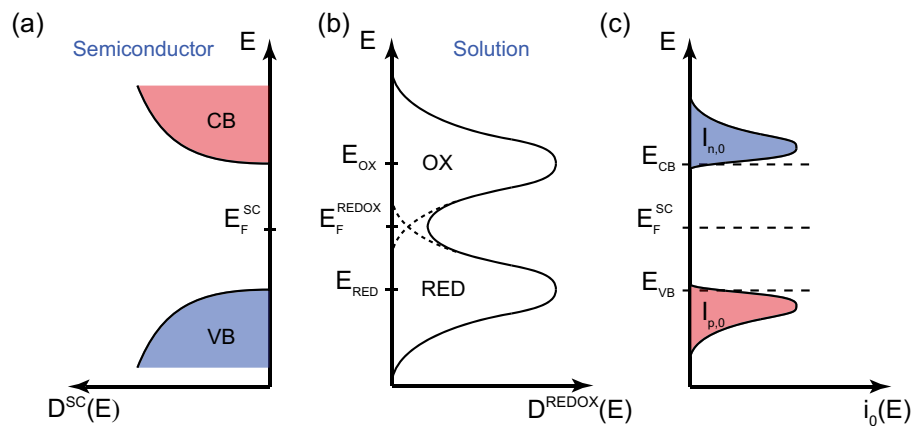 (a)
Semiconductor
E
CB
E_F^SC
VB
D^SC(E)
(b)
E
Solution
E_OX
OX
E_F^REDOX
E_RED
RED
D^REDOX(E)
(c)
E
I_n,0
E_CB
E_F^SC
E_VB
I_p,0
i_0(E)